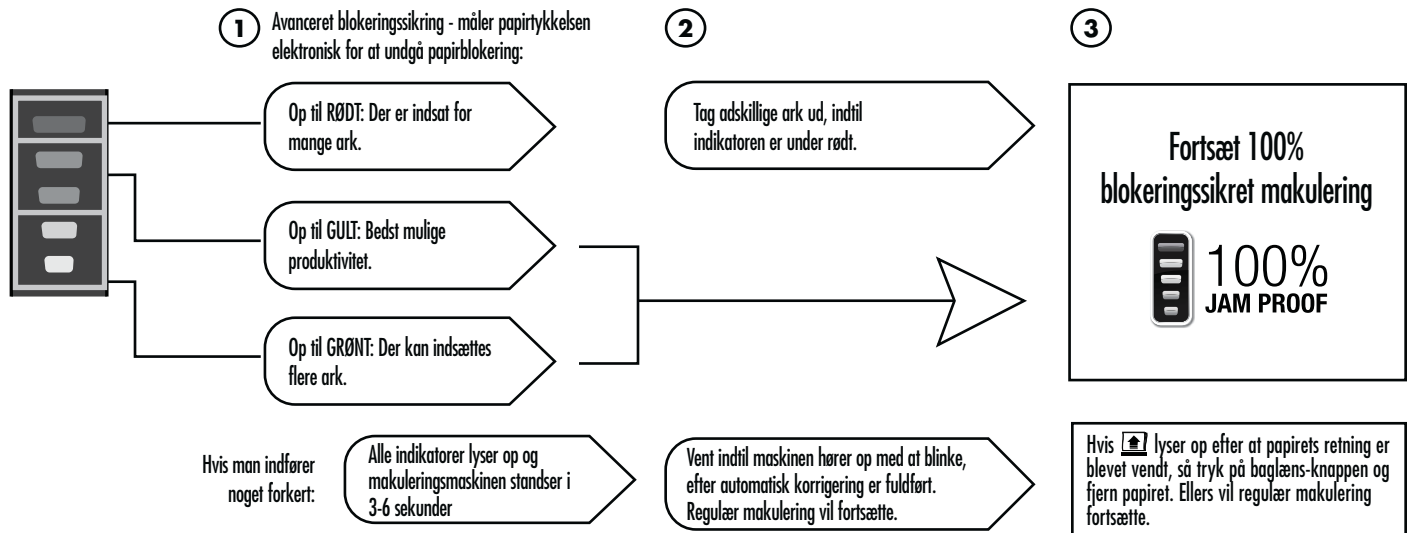 1
Avanceret blokeringssikring - måler papirtykkelsen
elektronisk for at undgå papirblokering:
Op til RØDT: Der er indsat for
mange ark.
Op til GULT: Bedst mulige
produktivitet.
Op til GRØNT: Der kan indsættes
flere ark.
2
Tag adskillige ark ud, indtil
indikatoren er under rødt.
3
Fortsæt 100%
blokeringssikret makulering
100%
JAM PROOF
Hvis man indfører
noget forkert:
Alle indikatorer lyser op og
makuleringsmaskinen standser i
3-6 sekunder
Vent indtil maskinen hører op med at blinke,
efter automatisk korrigering er fuldført.
Regulær makulering vil fortsætte.
Hvis lyser op efter at papirets retning er
blevet vendt, så tryk på baglæns-knappen og
fjern papiret. Ellers vil regulær makulering
fortsætte.